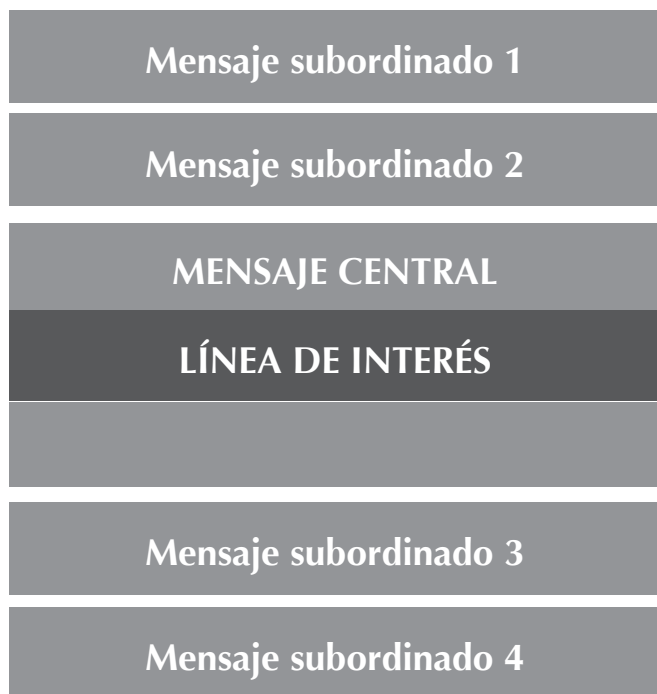 Mensaje subordinado 1
Mensaje subordinado 2
MENSAJE CENTRAL
LÍNEA DE INTERÉS
Mensaje subordinado 3
Mensaje subordinado 4